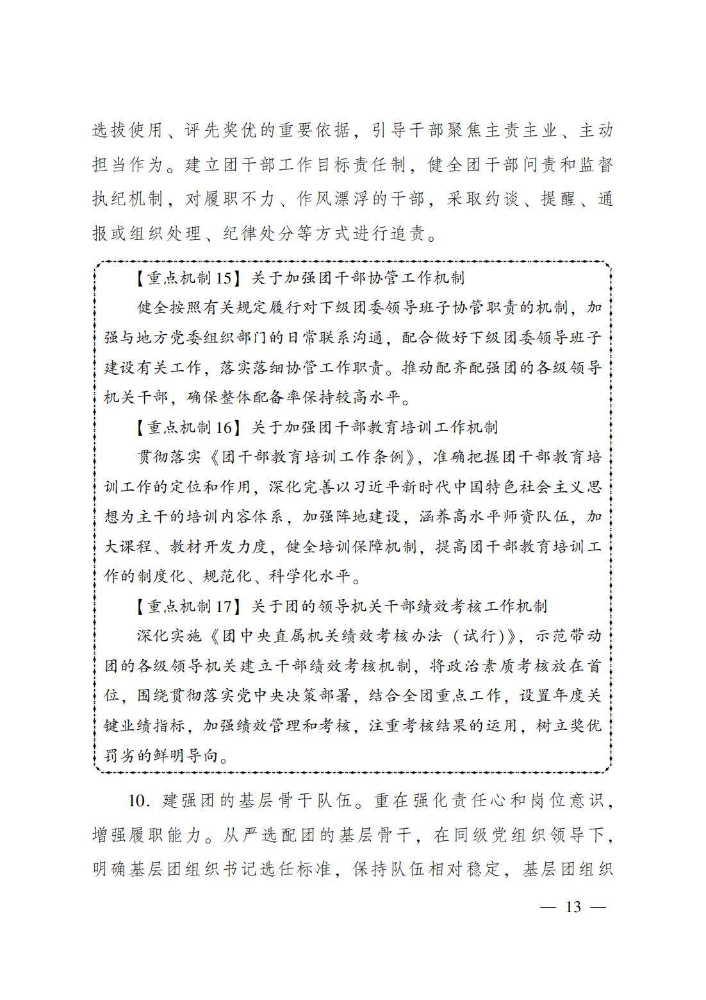 选拔使用、评先奖优的重要依据，引导干部聚焦主责主业、主动
担当作为。建立团干部工作目标责任制，健全团干部问责和监督
执纪机制，对履职不力、作风漂浮的干部，采取约谈、提醒、通
报或组织处理、纪律处分等方式进行追责。
【重点机制15】关于加强团干部协管工作机制
健全按照有关规定履行对下级团委领导班子协管职责的机制，加
强与地方党委组织部门的日常联系沟通，配合做好下级团委领导班子
建设有关工作，落实落细协管工作职责。推动配齐配强团的各级领导
机关干部，确保整体配备率保持较高水平。
【重点机制16】关于加强团干部教育培训工作机制
贯彻落实《团干部教育培训工作条例》，准确把握团干部教育培
训工作的定位和作用，深化完善以习近平新时代中国特色社会主义思
想为主干的培训内容体系，加强阵地建设，涵养高水平师资队伍，加
大课程、教材开发力度，健全培训保障机制，提高团干部教育培训工
作的制度化、规范化、科学化水平。
【重点机制17】关于团的领导机关干部绩效考核工作机制
深化实施《团中央直属机关绩效考核办法（试行）》，示范带动
团的各级领导机关建立干部绩效考核机制，将政治素质考核放在首
位，围绕贯彻落实党中央决策部署，结合全团重点工作，设置年度关
键业绩指标，加强绩效管理和考核，注重考核结果的运用，树立奖优
罚劣的鲜明导向。
10. 建强团的基层骨干队伍。重在强化责任心和岗位意识，
增强履职能力。从严选配团的基层骨干，在同级党组织领导下，
明确基层团组织书记选任标准，保持队伍相对稳定，基层团组织
— 13 —